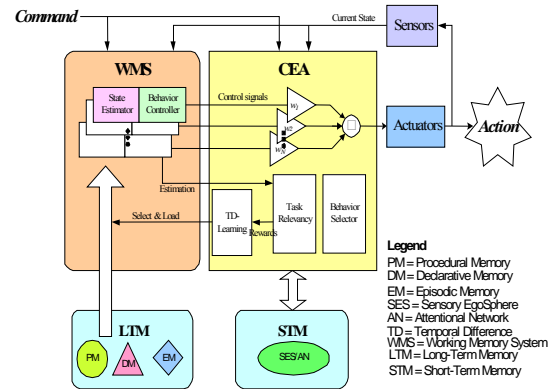 Command
Current State
Sensors
WMS
CEA
State
Estimator
Behavior
Controller
Control signals
w1
w2
wN
Actuators
Action
Estimation
Select & Load
TD-
Learning
Rewards
Task
Relevancy
Behavior
Selector
Legend
PM = Procedural Memory
DM = Declarative Memory
EM = Episodic Memory
SES = Sensory EgoSphere
AN = Attentional Network
TD = Temporal Difference
WMS = Working Memory System
LTM = Long-Term Memory
STM = Short-Term Memory
LTM
PM
DM
EM
STM
SES/AN